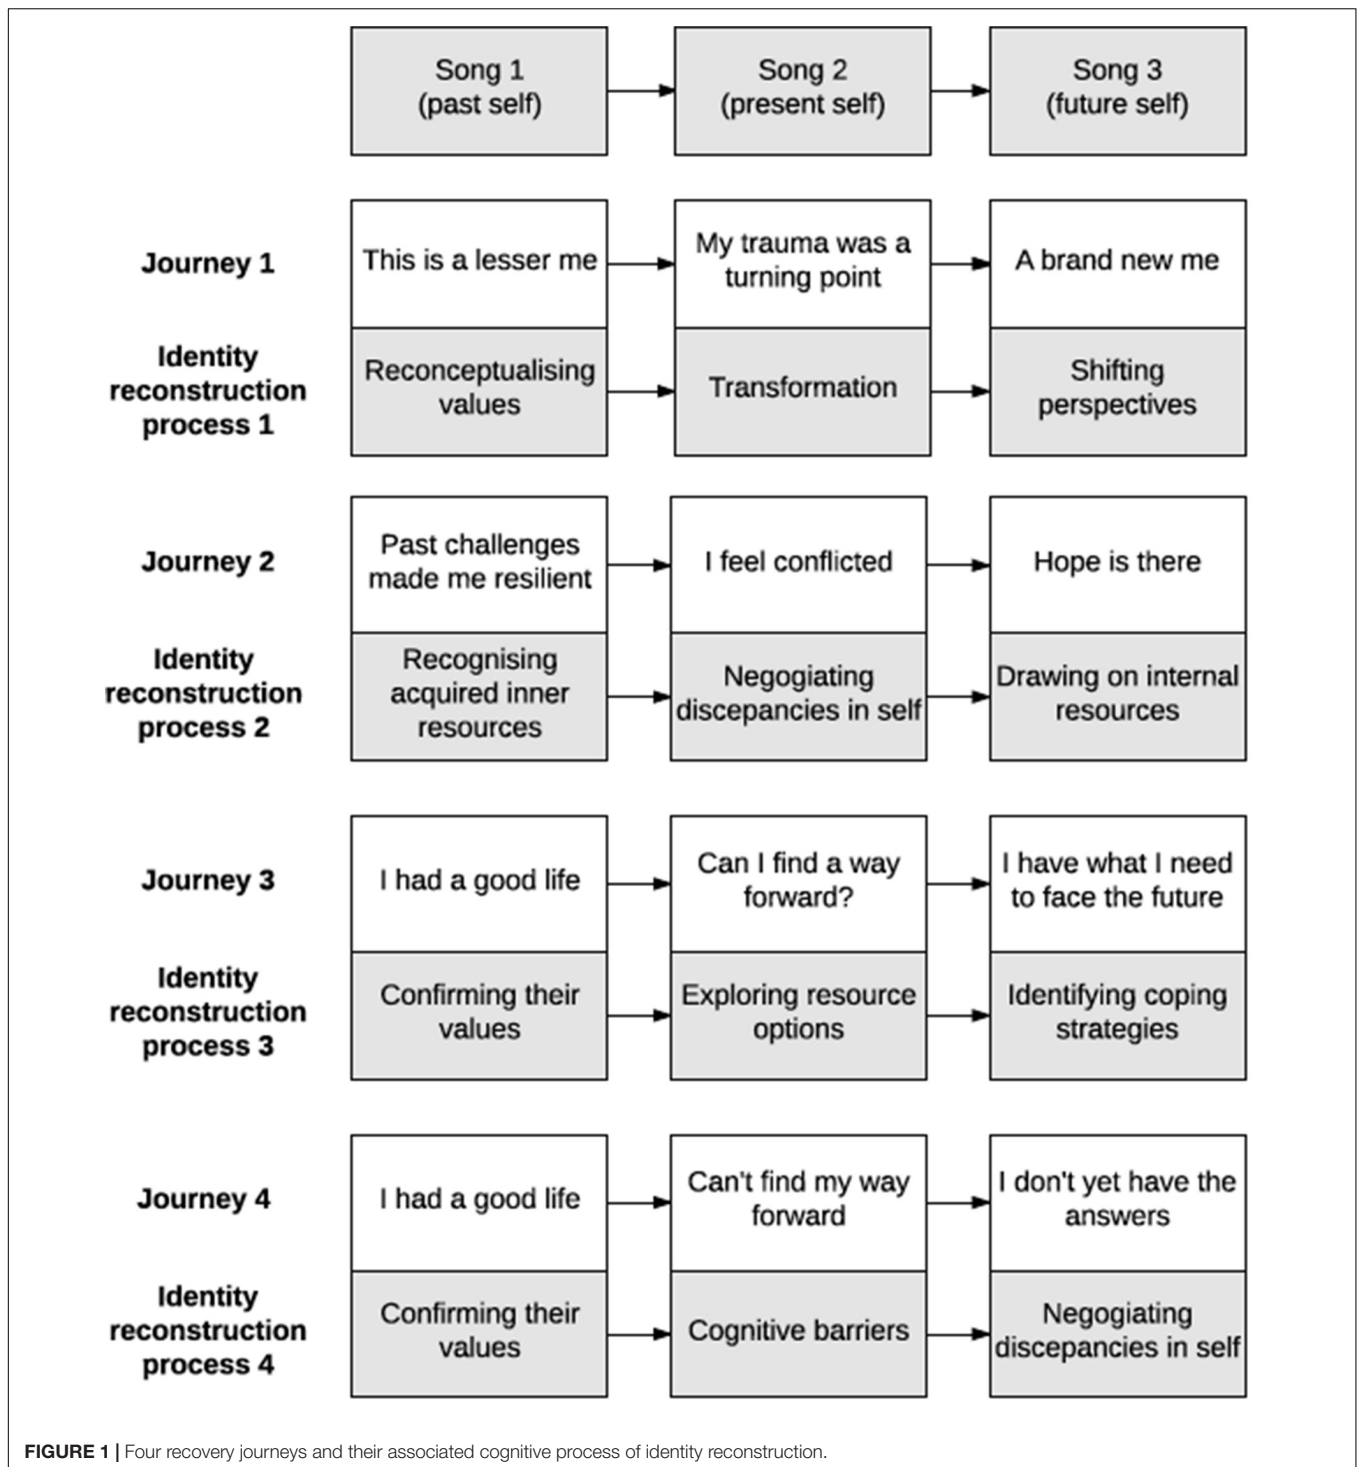 Song 1
(past self)
Song 2
(present self)
Song 3
(future self)
Journey 1
This is a lesser me
My trauma was a
turning point
A brand new me
Identity
reconstruction
process 1
Reconceptualising
values
Transformation
Shifting
perspectives
Journey 2
Past challenges
made me resilient
I feel conflicted
Hope is there
Identity
reconstruction
process 2
Recognising
acquired inner
resources
Negogiating
discepancies in self
Drawing on internal
resources
Journey 3
I had a good life
Can I find a way
forward?
I have what I need
to face the future
Identity
reconstruction
process 3
Confirming their
values
Exploring resource
options
Identifying coping
strategies
Journey 4
I had a good life
Can't find my way
forward
I don't yet have the
answers
Identity
reconstruction
process 4
Confirming their
values
Cognitive barriers
Negogiating
discepancies in self
FIGURE 1 | Four recovery journeys and their associated cognitive process of identity reconstruction.